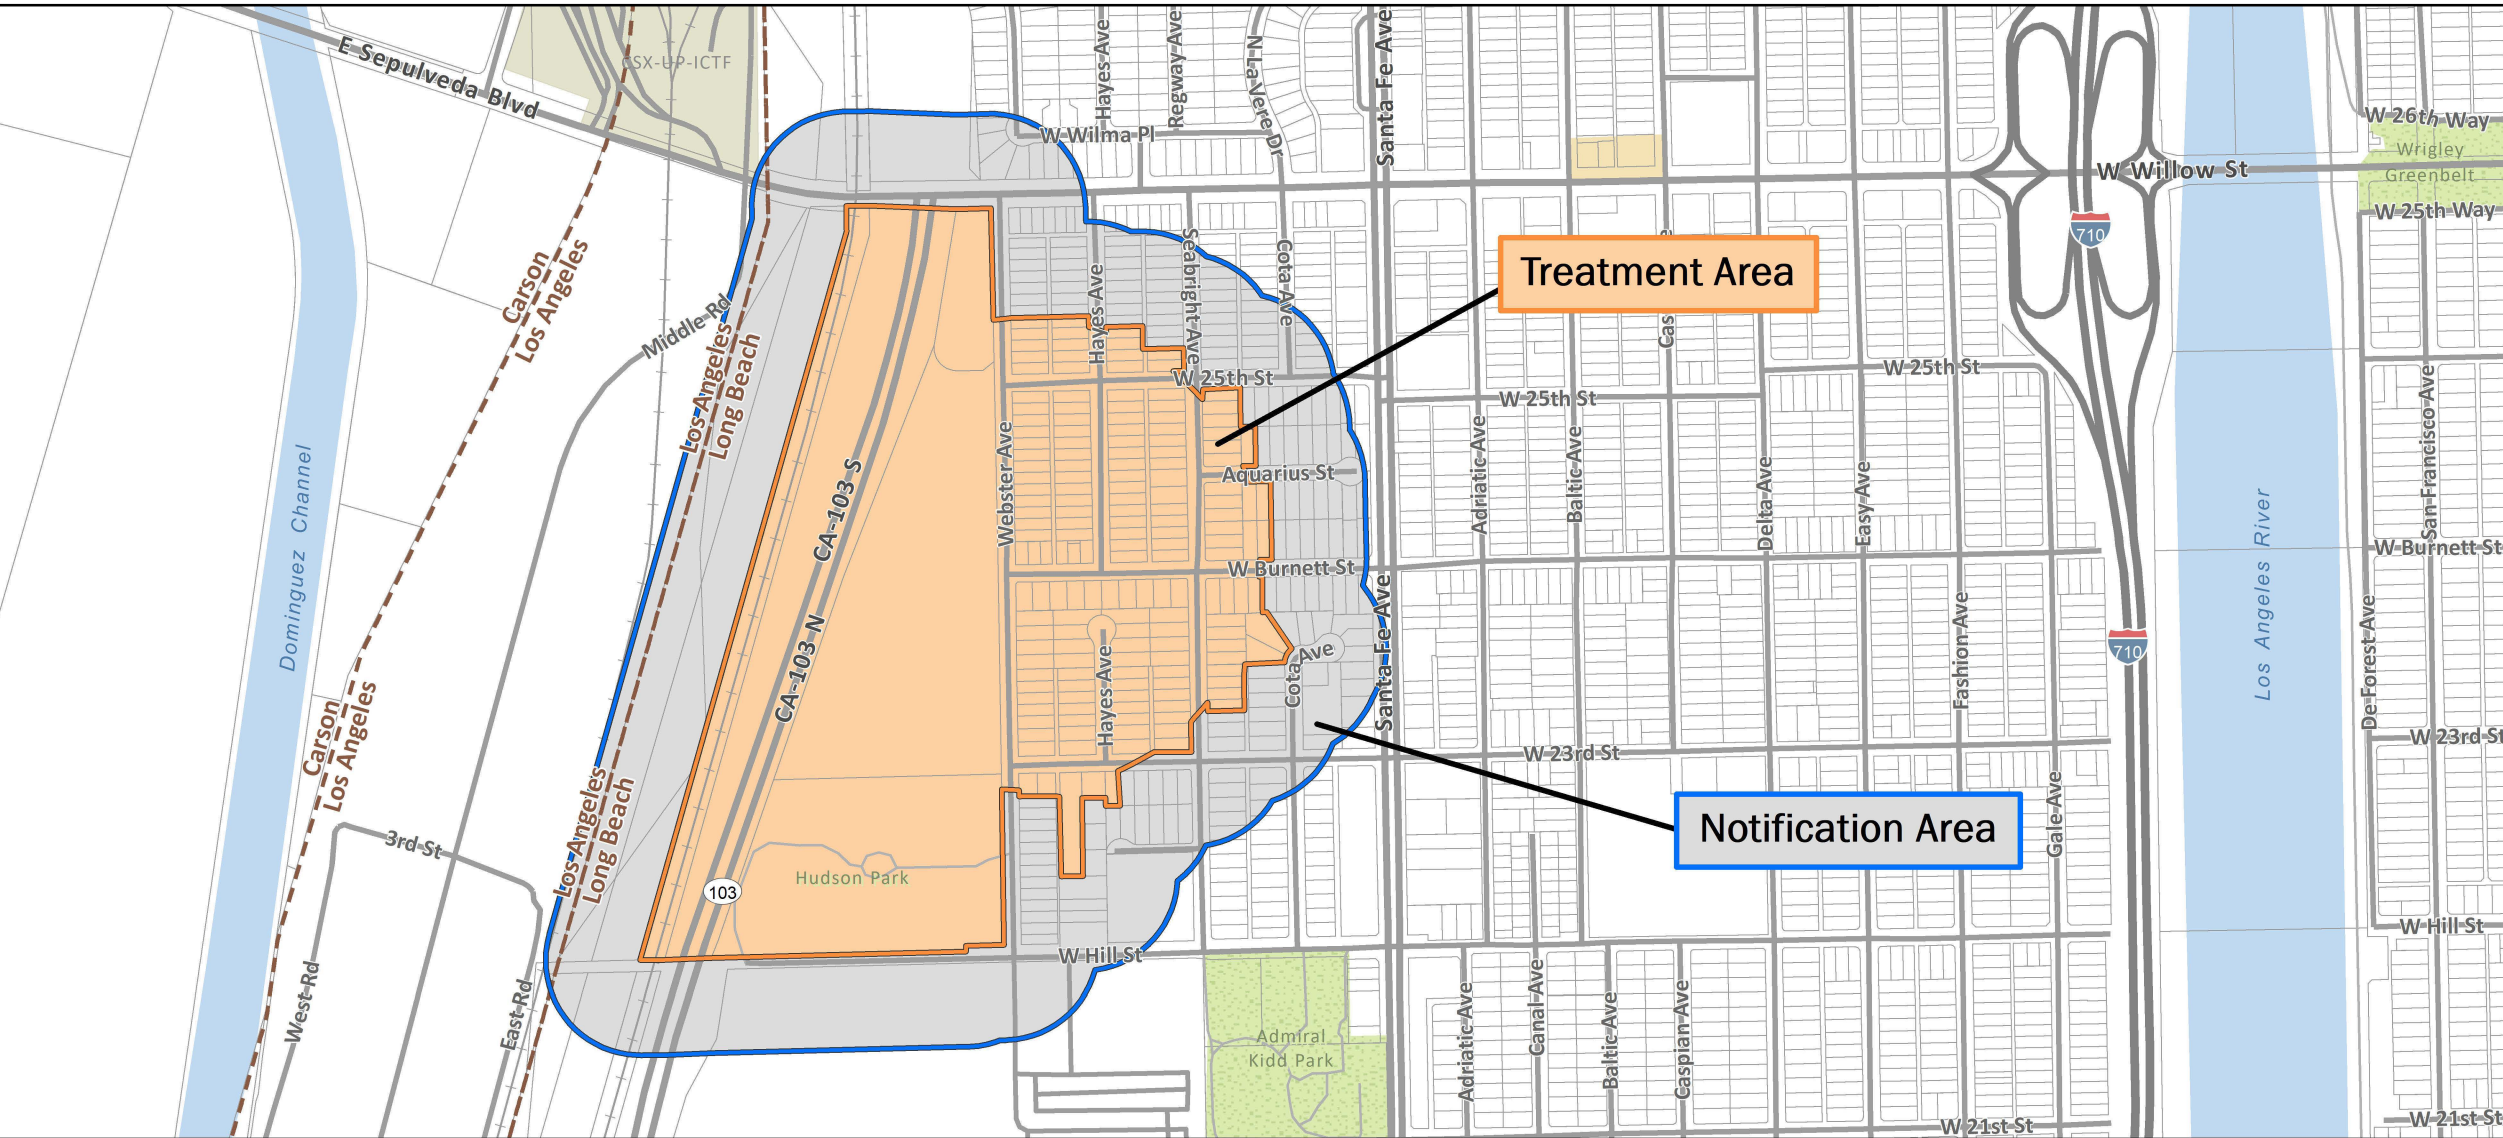 E Sepulveda Blvd
CSX-UP-ICTF
Hayes Ave
Regway Ave
N LaVere Dr
Santa Fe Ave
W Wilma Pl
W 26th Way
Wrigley
Greenbelt
W Willow St
W 25th Way
710
Carson
Los Angeles
Middle Rd
Los Angeles
Long Beach
Hayes Ave
Seabright Ave
Cota Ave
Treatment Area
W 25th St
W 25th St
W 25th St
Webster Ave
CA-103 S
Aquarius St
Adriatic Ave
Baltic Ave
Delta Ave
Easy Ave
San Francisco Ave
Dominguez Channel
Los Angeles River
W Burnett St
W Burnett St
CA-103 N
Hayes Ave
Cota Ave
Santa Fe Ave
Fashion Ave
710
De Forest Ave
Carson
Los Angeles
W 23rd St
W 23rd St
Los Angeles
Long Beach
3rd St
Notification Area
Gale Ave
103
Hudson Park
W Hill St
W Hill St
West Rd
East Rd
Admiral
Kidd Park
Adriatic Ave
Canal Ave
Baltic Ave
Caspian Ave
W 21st St
W 21st St